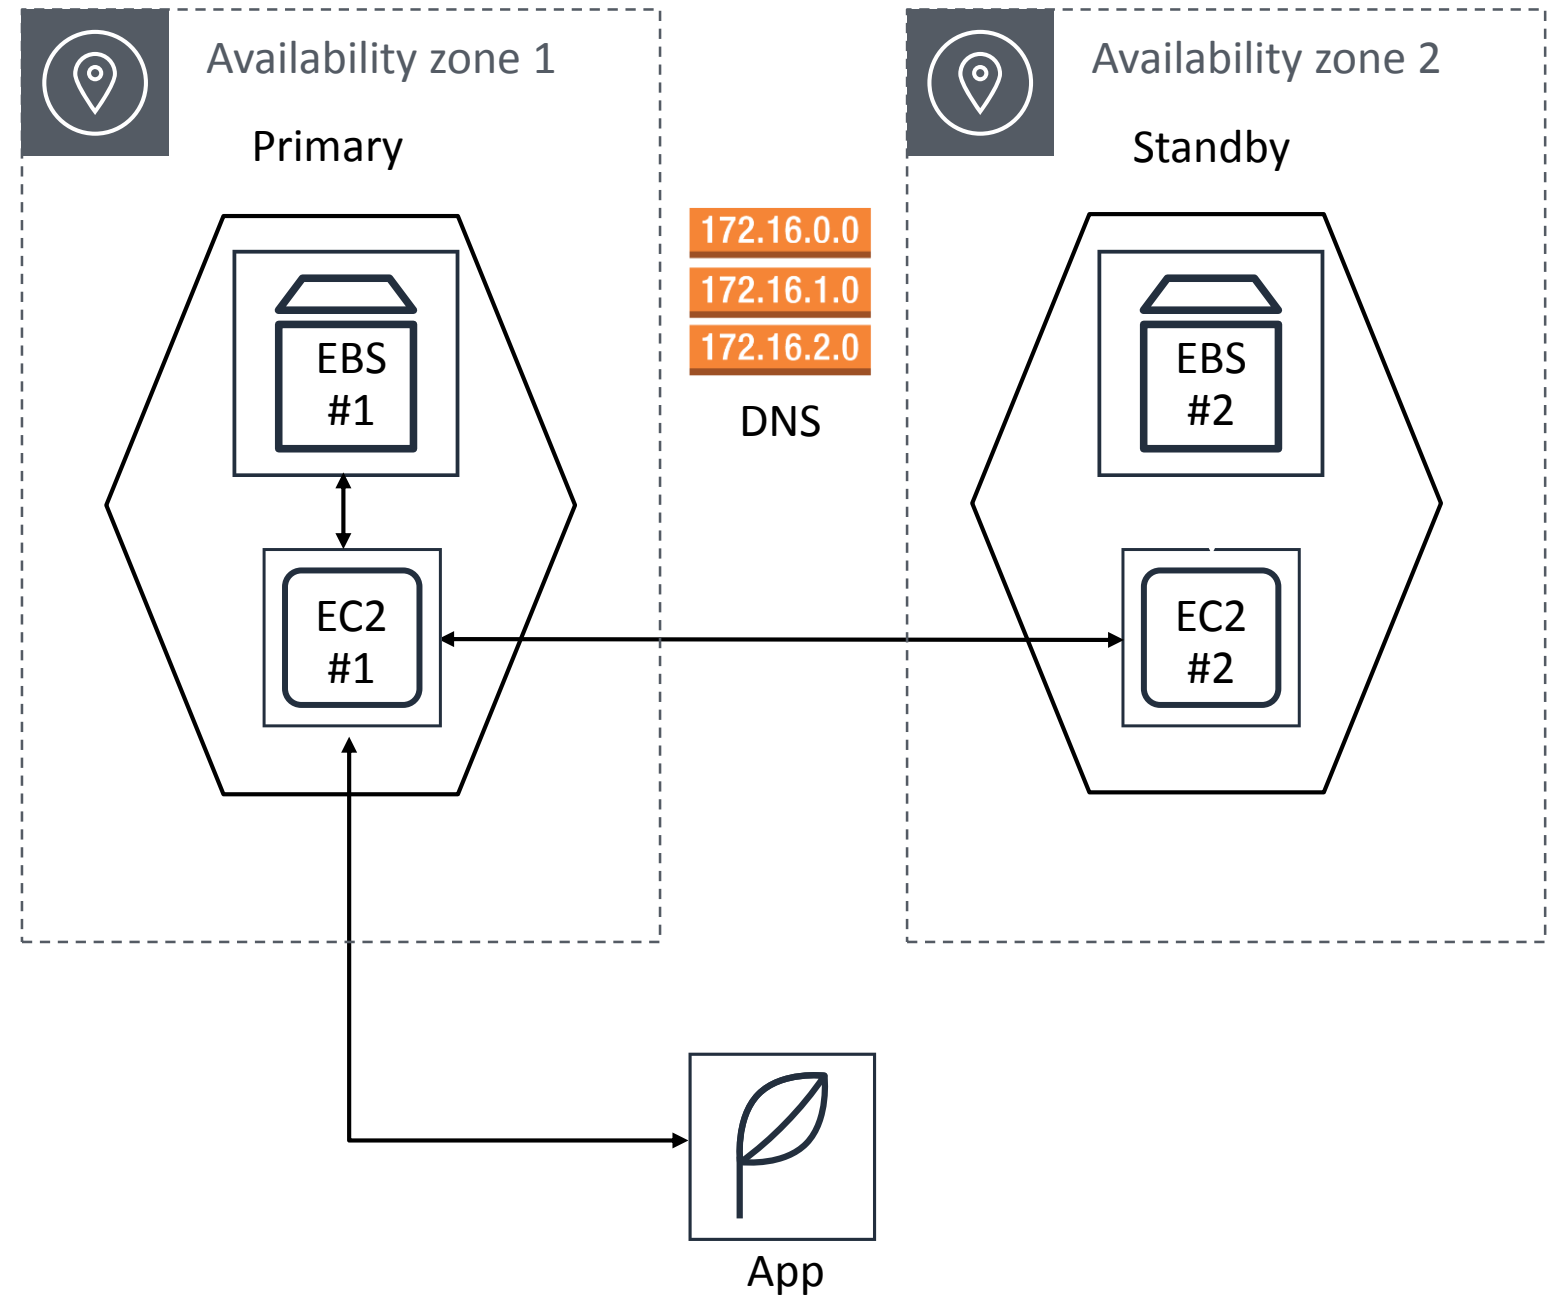 Availability zone 1
Primary
EBS
#1
EC2
#1
172.16.0.0
172.16.1.0
172.16.2.0
DNS
Availability zone 2
Standby
EBS
#2
EC2
#2
App